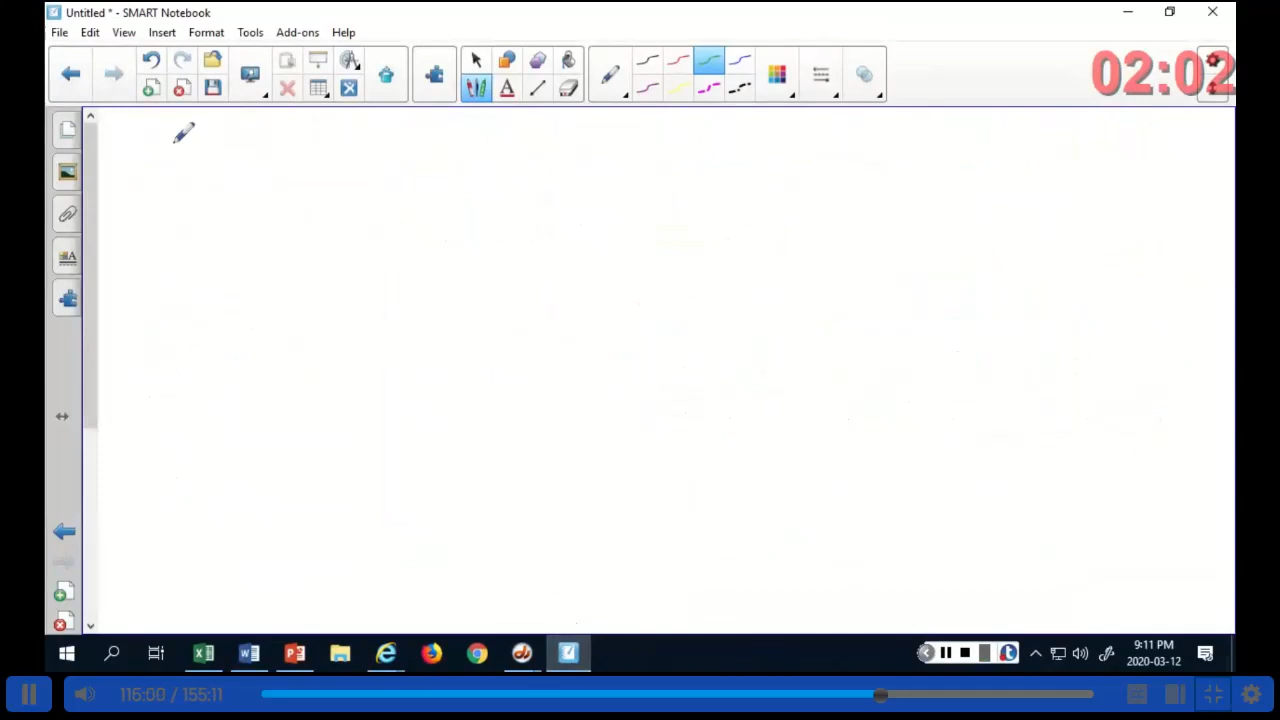 Untitled * - SMART Notebook
File Edit View Insert Format Tools Add-ons Help
02:02
9:11 PM
2020-03-12
116:00 / 155:11